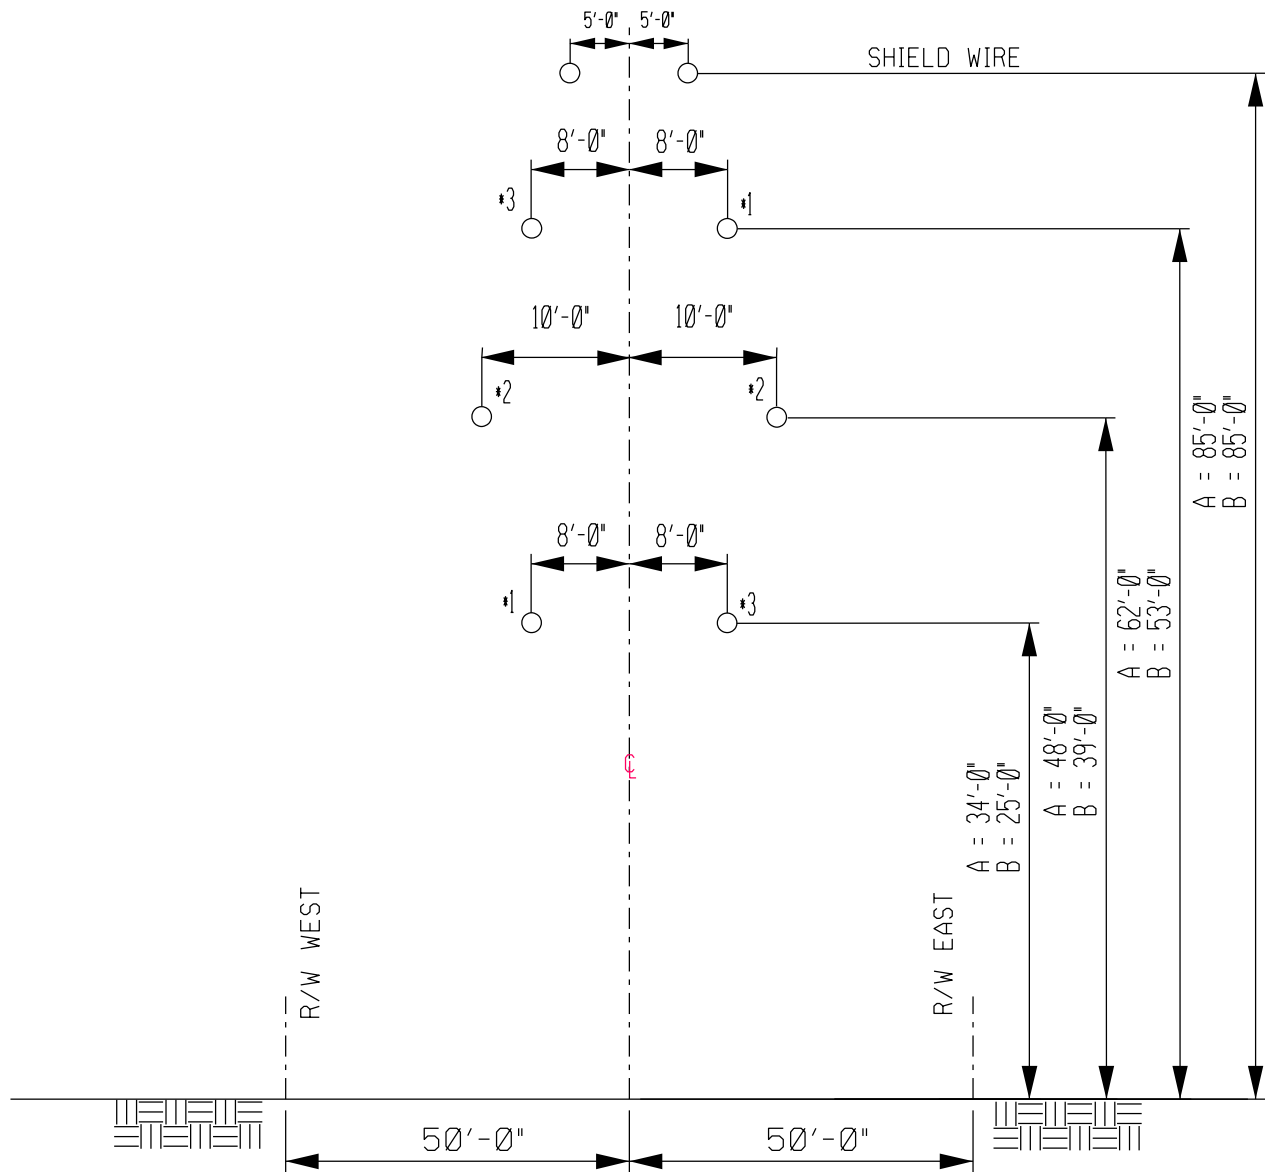 5'-0" 5'-0"
SHIELD WIRE
8'-0" 8'-0"
*3 *1
10'-0" 10'-0"
*2 *2
A = 85'-0"
B = 85'-0"
8'-0" 8'-0"
*1 *3
A = 62'-0"
B = 53'-0"
A = 48'-0"
B = 39'-0"
A = 34'-0"
B = 25'-0"
℄
R/W WEST
R/W EAST
50'-0" 50'-0"